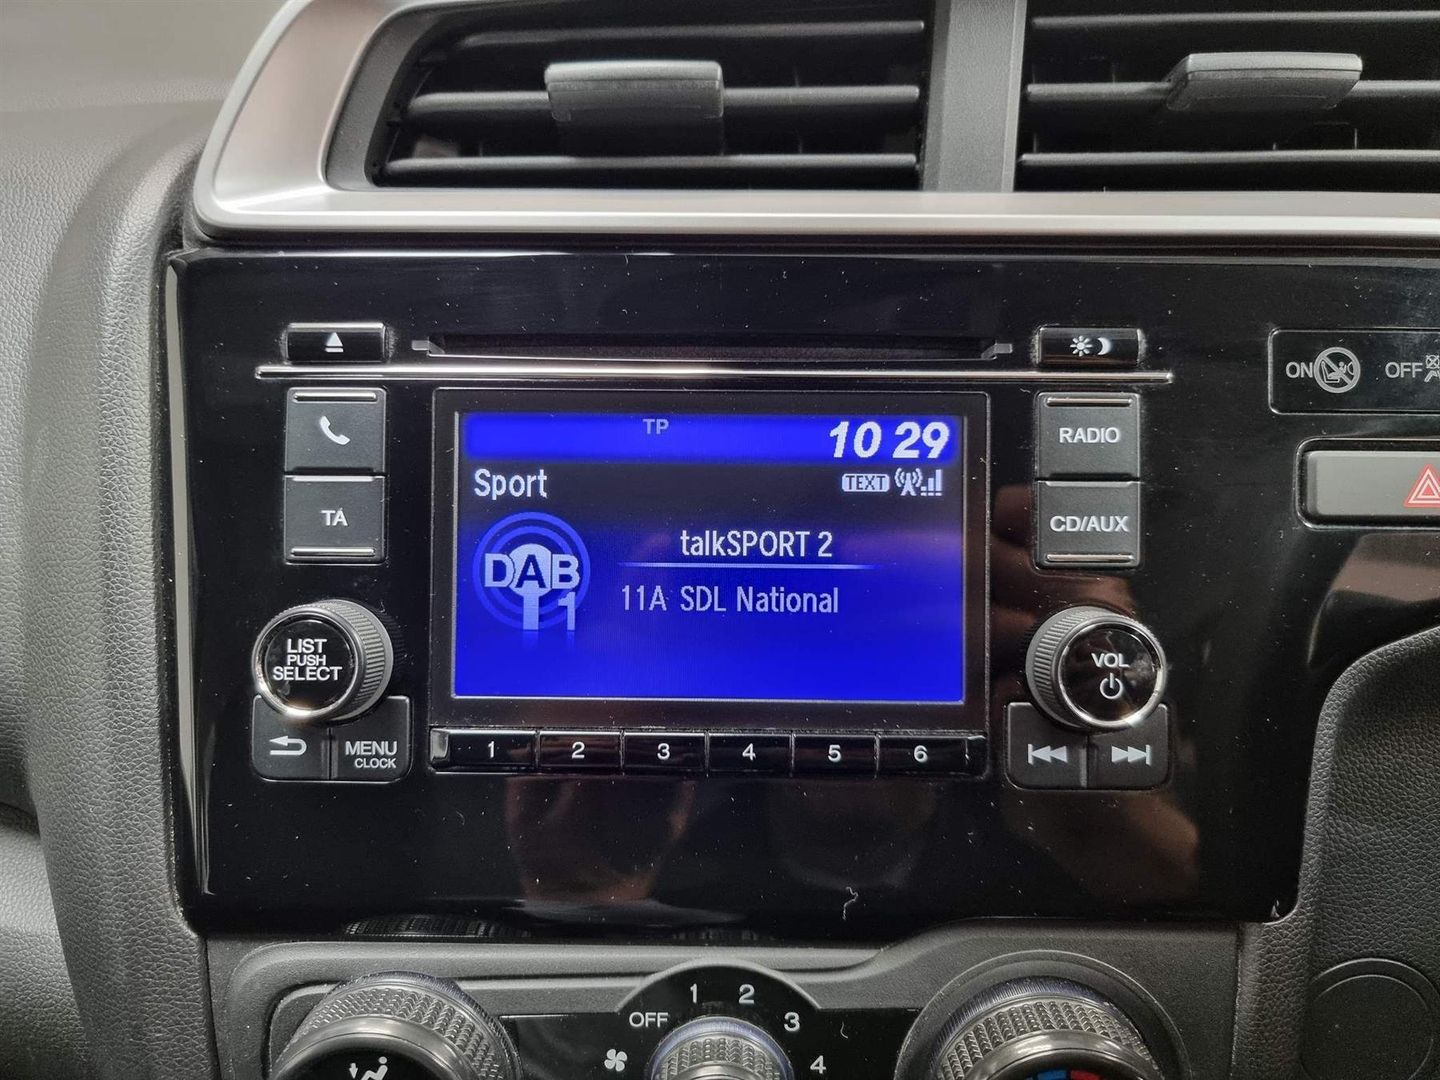 TP
10 29
Sport
TEXT
talkSPORT 2
DAB
1
11A SDL National
TA
RADIO
CD/AUX
ON
OFF
LIST
PUSH
SELECT
VOL
MENU
CLOCK
1 2 3 4 5 6
OFF 1 2 3 4